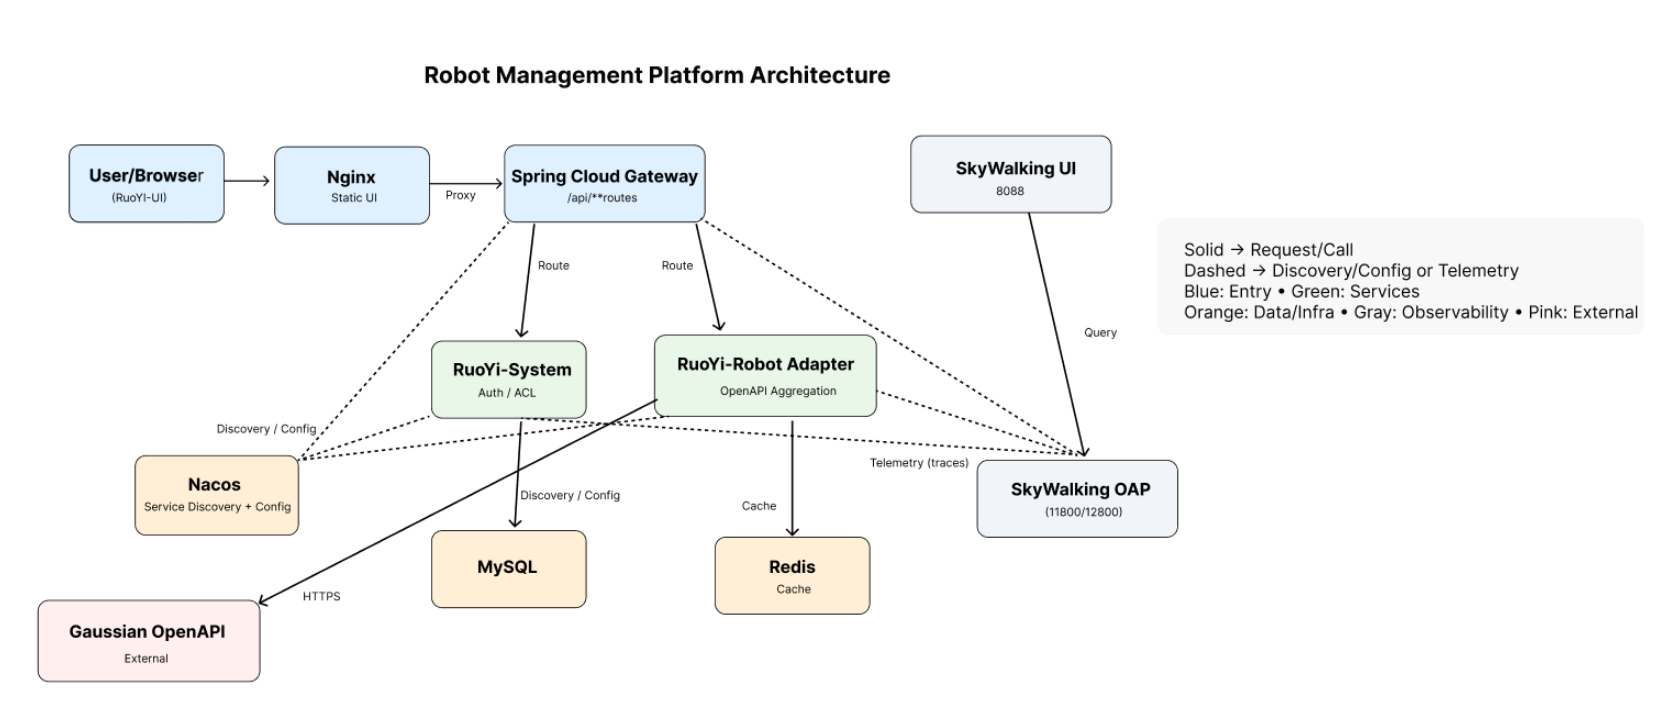 Robot Management Platform Architecture
User/Browser
(RuoYI-UI)
Nginx
Static UI
Proxy
Spring Cloud Gateway
/api/**routes
SkyWalking UI
8088
Solid → Request/Call
Dashed → Discovery/Config or Telemetry
Blue: Entry • Green: Services
Orange: Data/Infra • Gray: Observability • Pink: External
Route
Route
Query
RuoYi-System
Auth / ACL
RuoYi-Robot Adapter
OpenAPI Aggregation
Discovery / Config
Telemetry (traces)
Nacos
Service Discovery + Config
Discovery / Config
Cache
SkyWalking OAP
(11800/12800)
MySQL
Redis
Cache
HTTPS
Gaussian OpenAPI
External